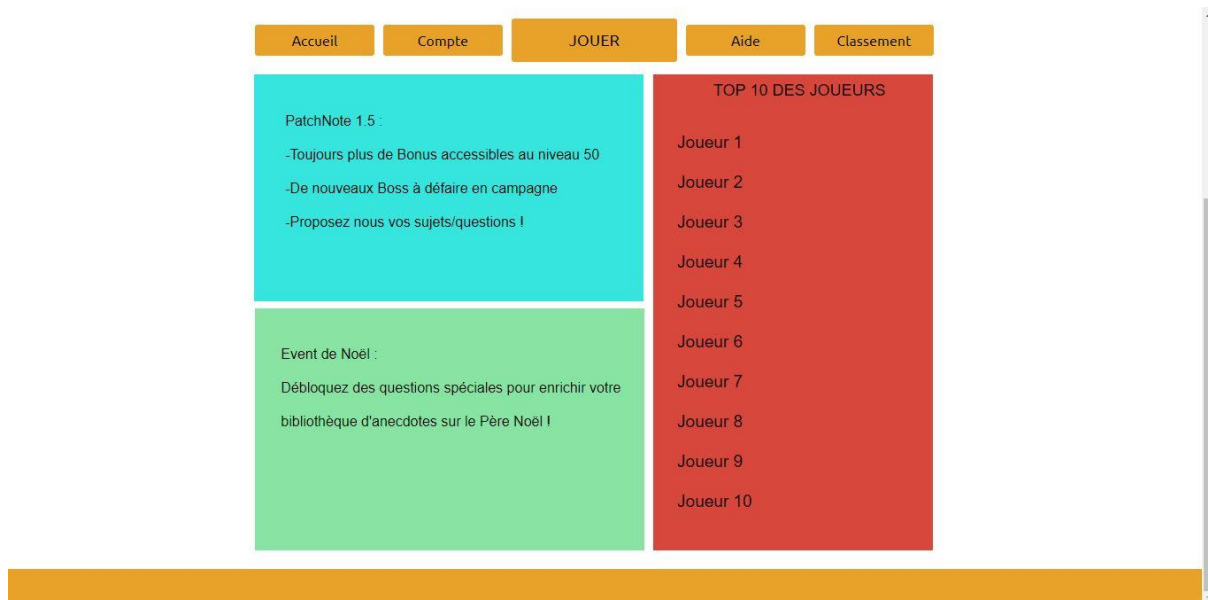 Accueil
Compte
JOUER
Aide
Classement
PatchNote 1.5 :
-Toujours plus de Bonus accessibles au niveau 50
-De nouveaux Boss à défaire en campagne
-Proposez nous vos sujets/questions !
Event de Noël :
Débloquez des questions spéciales pour enrichir votre
bibliothèque d'anecdotes sur le Père Noël !
TOP 10 DES JOUEURS
Joueur 1
Joueur 2
Joueur 3
Joueur 4
Joueur 5
Joueur 6
Joueur 7
Joueur 8
Joueur 9
Joueur 10